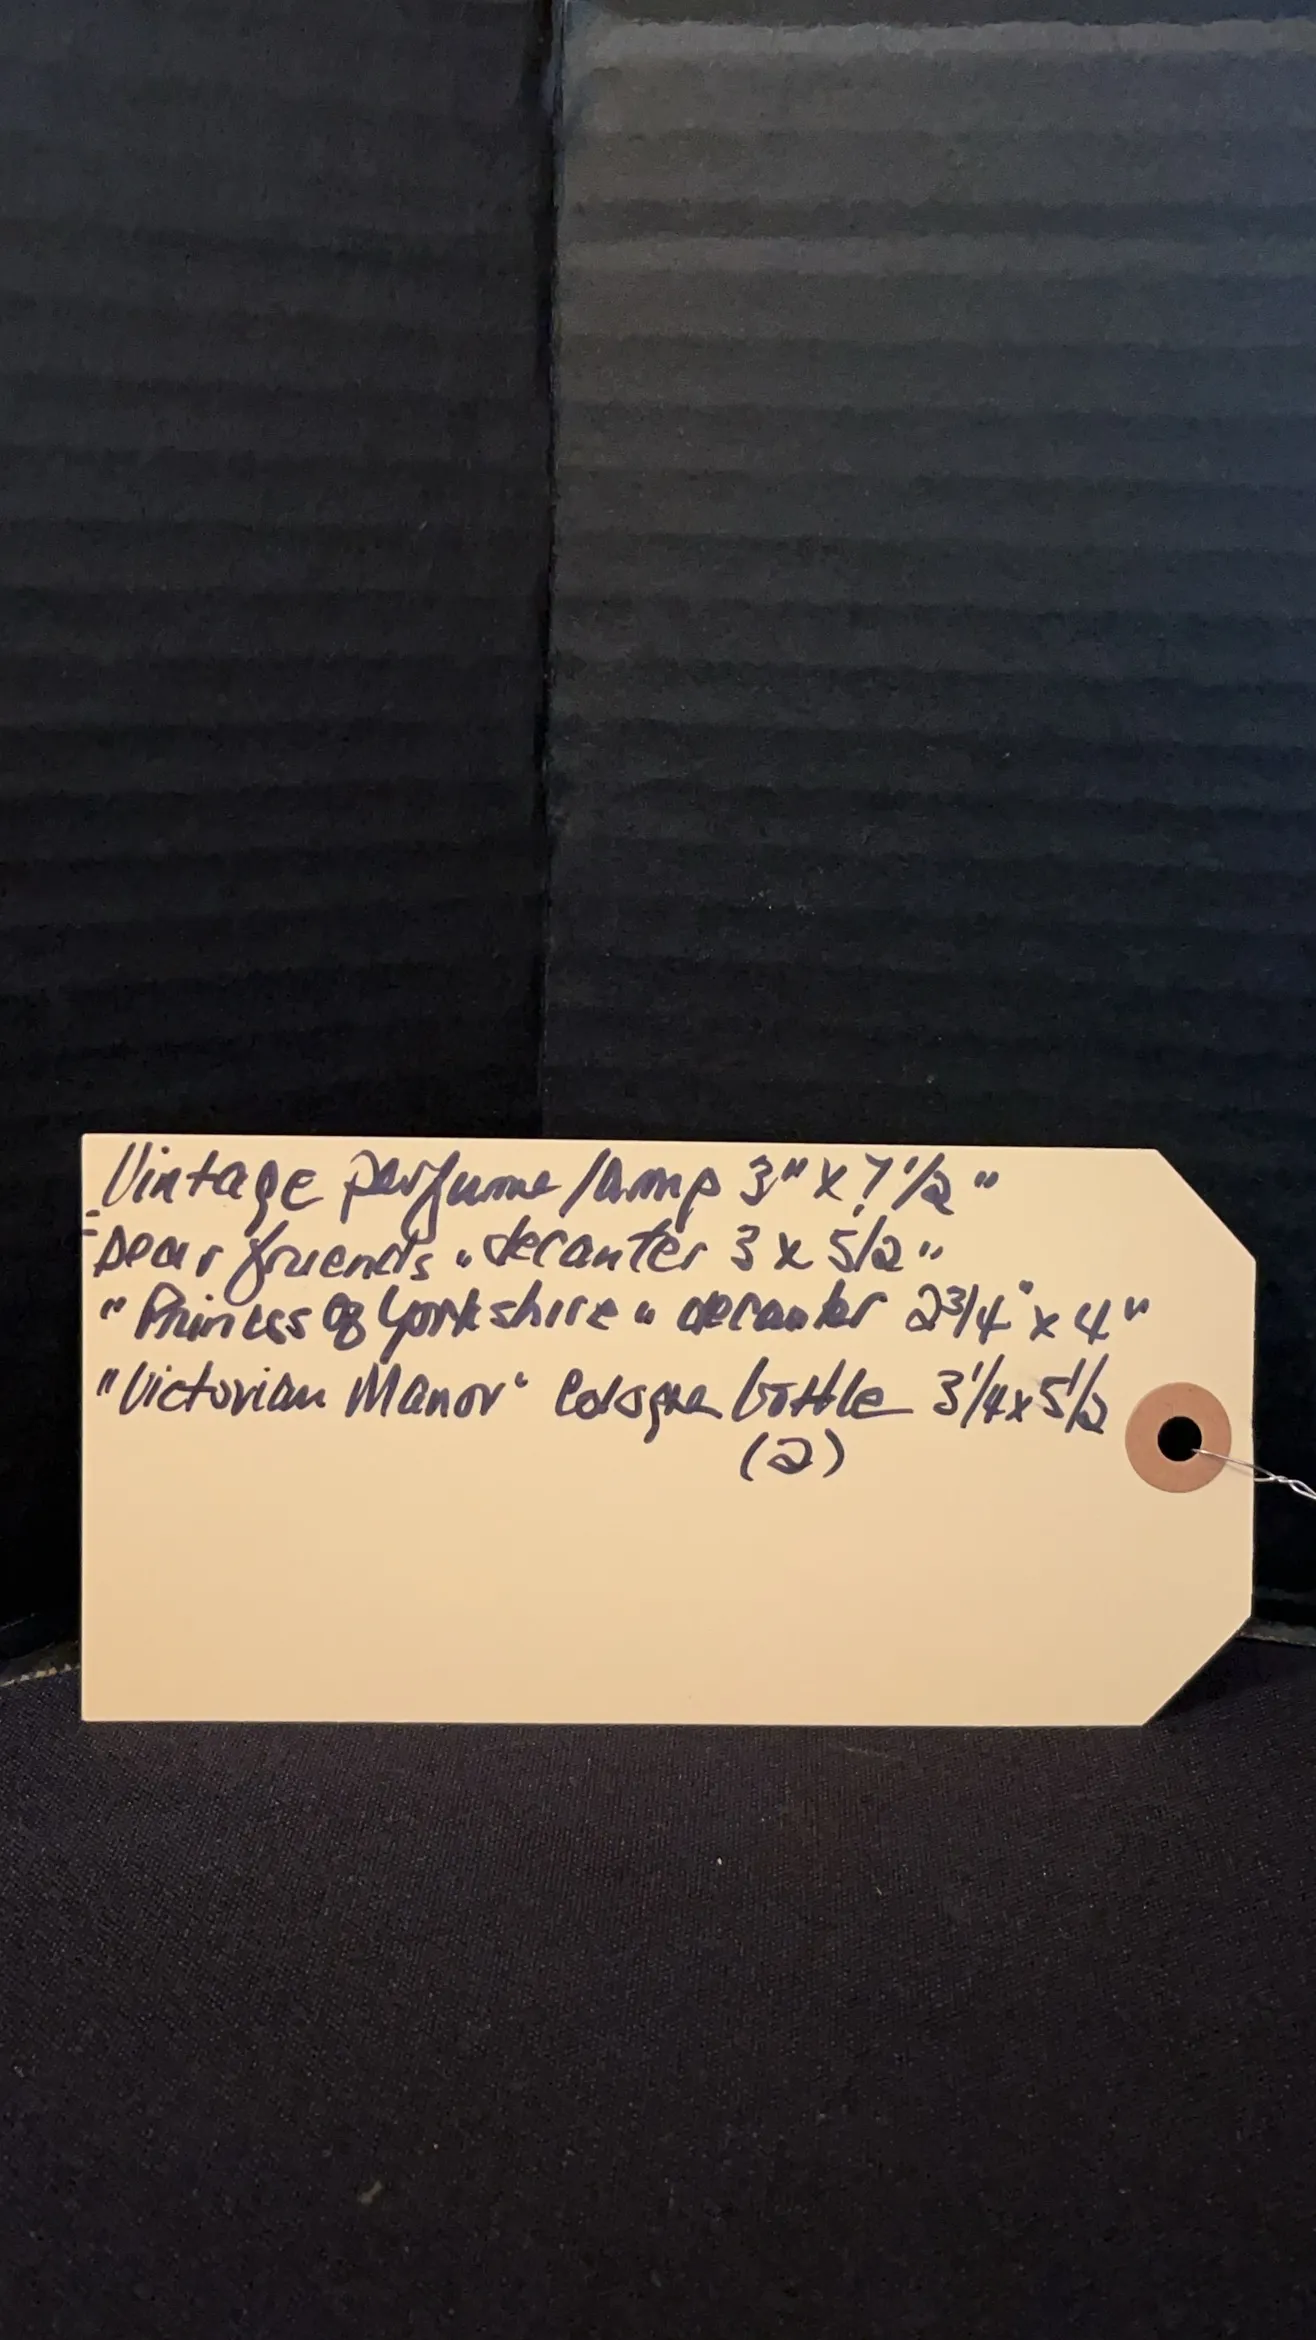 Vintage perfume lamp 3" x 7 1/2"
"Dear friends" decanter 3 x 5 1/2"
"Princess of Yorkshire" decanter 2 3/4" x 4"
"Victorian Manor" Cologne bottle 3 1/4 x 5 1/2
(2)